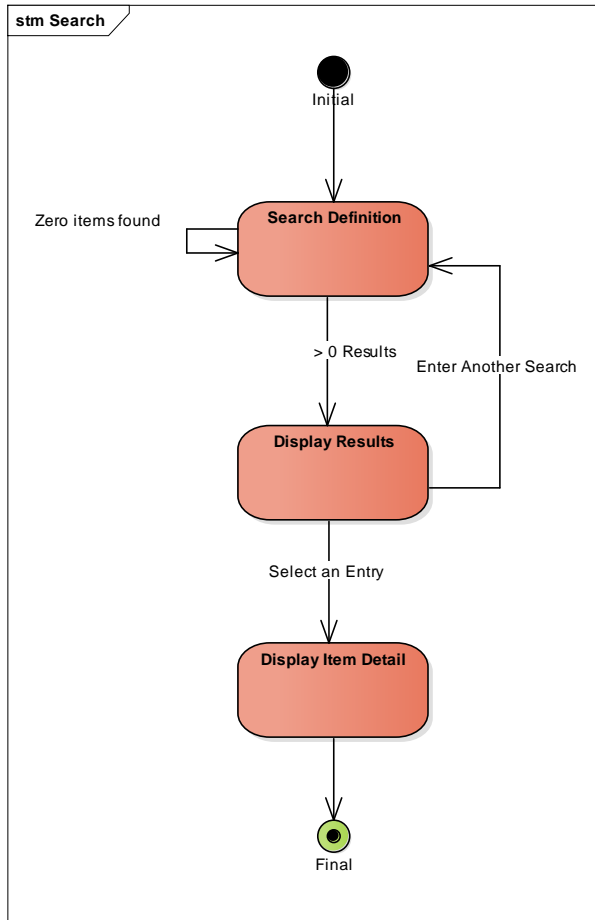 stm Search
Initial
Search Definition
Zero items found
> 0 Results
Enter Another Search
Display Results
Select an Entry
Display Item Detail
Final